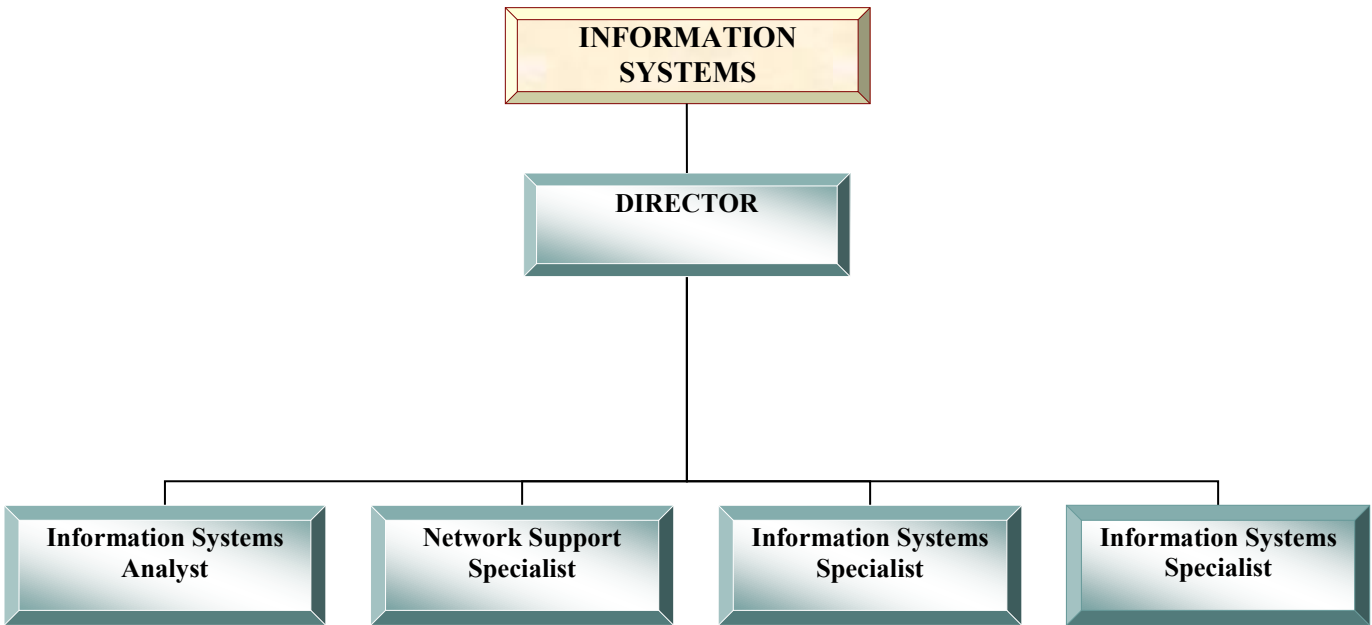 INFORMATION
SYSTEMS
DIRECTOR
Information Systems
Analyst
Network Support
Specialist
Information Systems
Specialist
Information Systems
Specialist